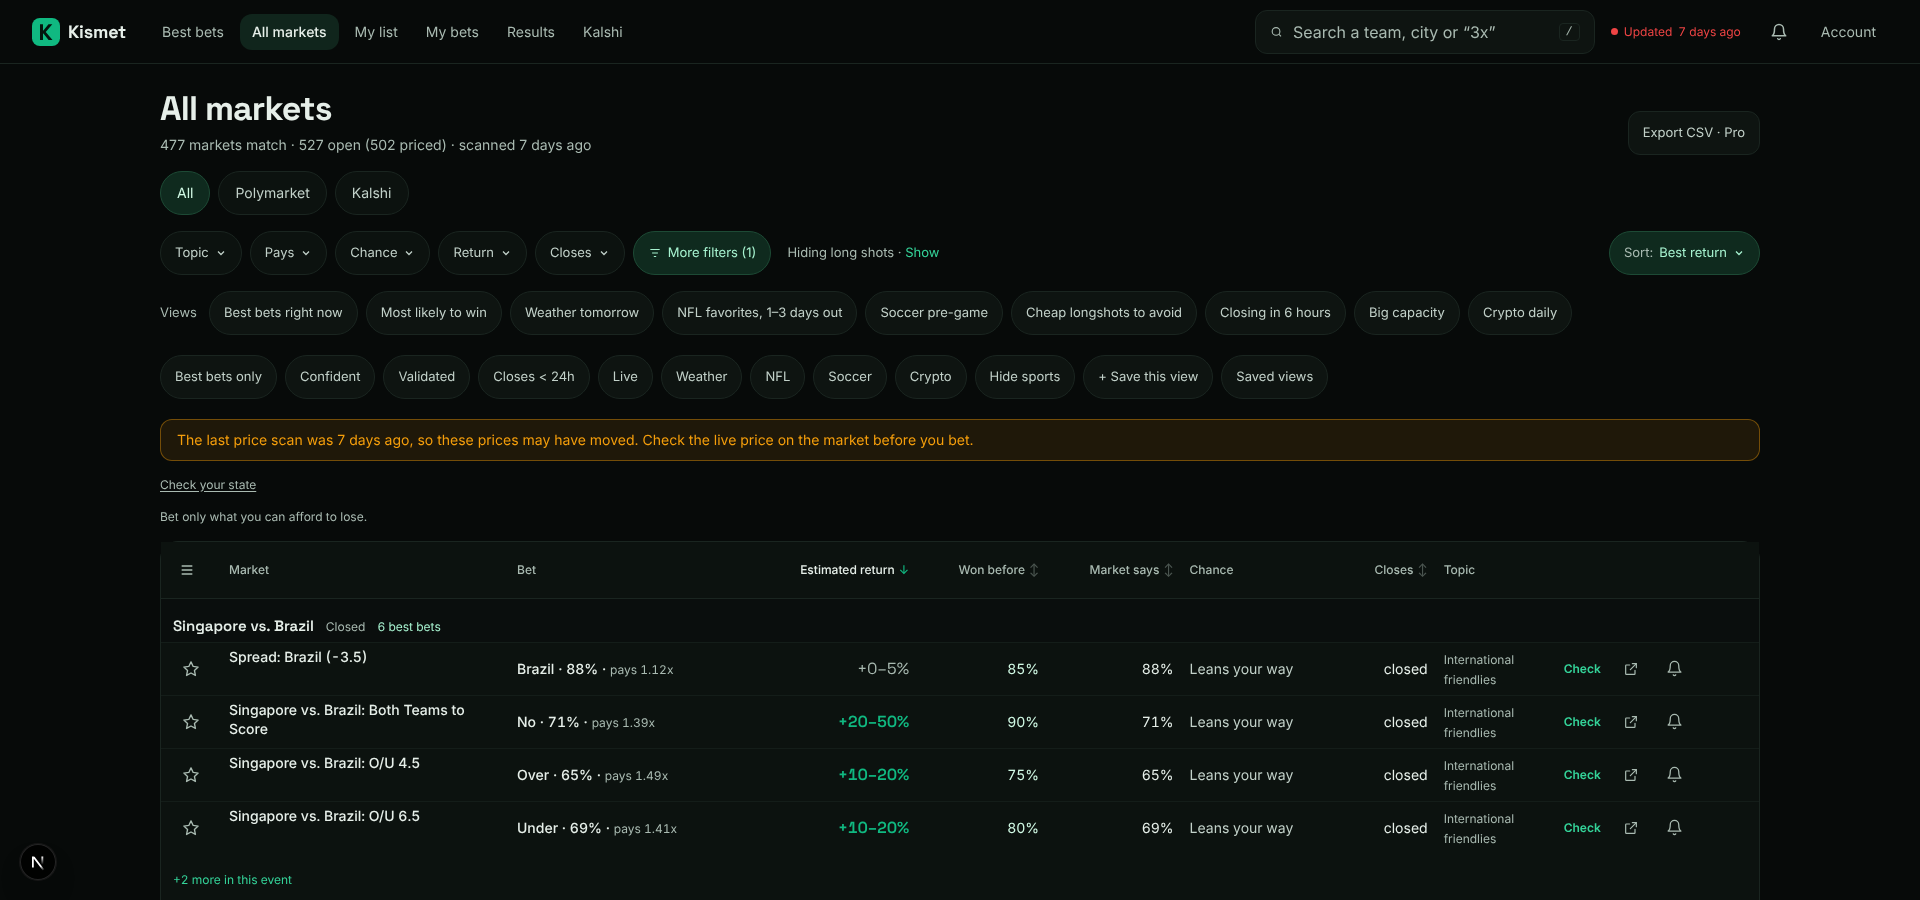 K Kismet Best bets All markets My list My bets Results Kalshi Search a team, city or “3x” / Updated 7 days ago Account
All markets
477 markets match · 527 open (502 priced) · scanned 7 days ago
Export CSV · Pro
All Polymarket Kalshi
Topic Pays Chance Return Closes More filters (1) Hiding long shots · Show Sort: Best return
Views Best bets right now Most likely to win Weather tomorrow NFL favorites, 1–3 days out Soccer pre-game Cheap longshots to avoid Closing in 6 hours Big capacity Crypto daily
Best bets only Confident Validated Closes < 24h Live Weather NFL Soccer Crypto Hide sports + Save this view Saved views
The last price scan was 7 days ago, so these prices may have moved. Check the live price on the market before you bet.
Check your state
Bet only what you can afford to lose.
Market Bet Estimated return ↓ Won before Market says Chance Closes Topic
Singapore vs. Brazil Closed 6 best bets
Spread: Brazil (-3.5) Brazil · 88% · pays 1.12x +0–5% 85% 88% Leans your way closed International friendlies Check
Singapore vs. Brazil: Both Teams to Score No · 71% · pays 1.39x +20–50% 90% 71% Leans your way closed International friendlies Check
Singapore vs. Brazil: O/U 4.5 Over · 65% · pays 1.49x +10–20% 75% 65% Leans your way closed International friendlies Check
Singapore vs. Brazil: O/U 6.5 Under · 69% · pays 1.41x +10–20% 80% 69% Leans your way closed International friendlies Check
N
+2 more in this event